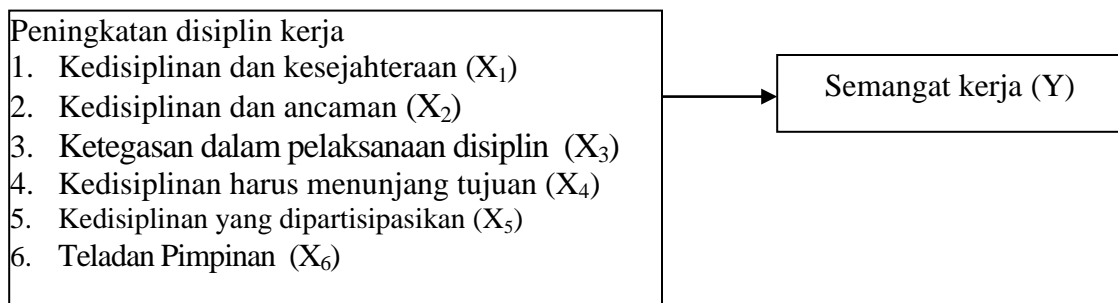 Peningkatan disiplin kerja
1. Kedisiplinan dan kesejahteraan (X₁)
2. Kedisiplinan dan ancaman (X₂)
3. Ketegasan dalam pelaksanaan disiplin (X₃)
4. Kedisiplinan harus menunjang tujuan (X₄)
5. Kedisiplinan yang dipartisipasikan (X₅)
6. Teladan Pimpinan (X₆)
Semangat kerja (Y)